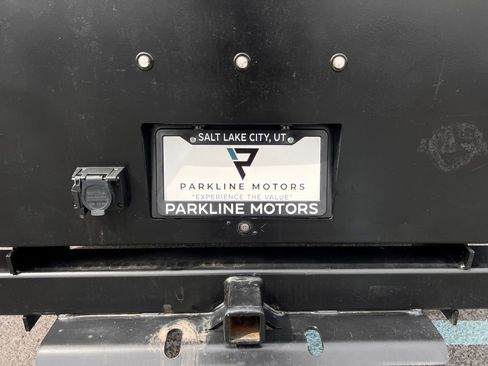 SALT LAKE CITY, UT
PARKLINE MOTORS
"EXPERIENCE THE VALUE"
PARKLINE MOTORS